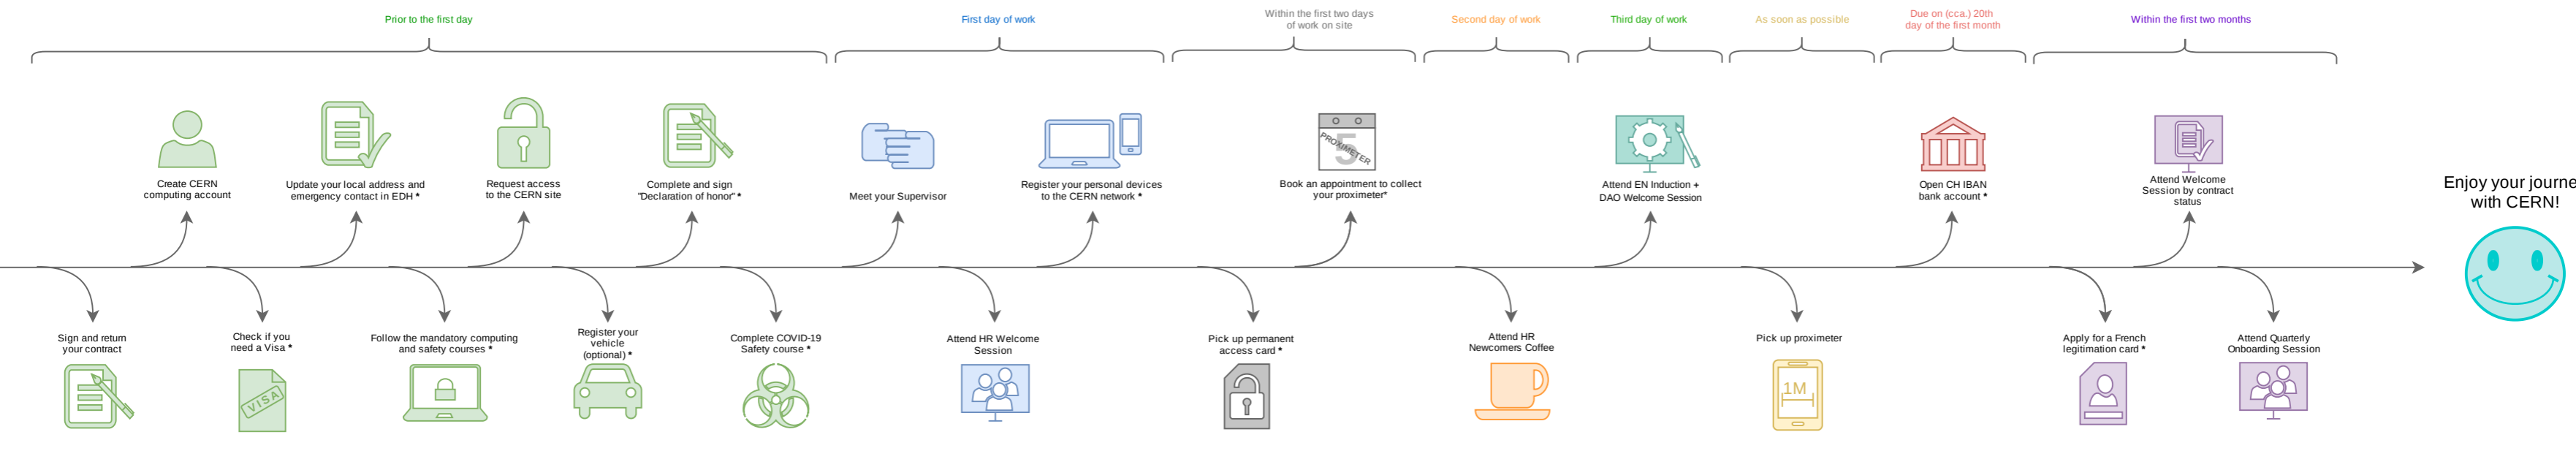 Prior to the first day
First day of work
Within the first two days
of work on site
Second day of work
Third day of work
As soon as possible
Due on (cca.) 20th
day of the first month
Within the first two months
Create CERN
computing account
Update your local address and
emergency contact in EDH *
Request access
to the CERN site
Complete and sign
"Declaration of honor" *
Meet your Supervisor
Register your personal devices
to the CERN network *
5
PROXIMETER
Book an appointment to collect
your proximeter*
Attend EN Induction +
DAO Welcome Session
Open CH IBAN
bank account *
Attend Welcome
Session by contract
status
Enjoy your journe
with CERN!
Sign and return
your contract
Check if you
need a Visa *
VISA
Follow the mandatory computing
and safety courses *
Register your
vehicle
(optional) *
Complete COVID-19
Safety course *
Attend HR Welcome
Session
Pick up permanent
access card *
Attend HR
Newcomers Coffee
Pick up proximeter
1M
Apply for a French
legitimation card *
Attend Quarterly
Onboarding Session